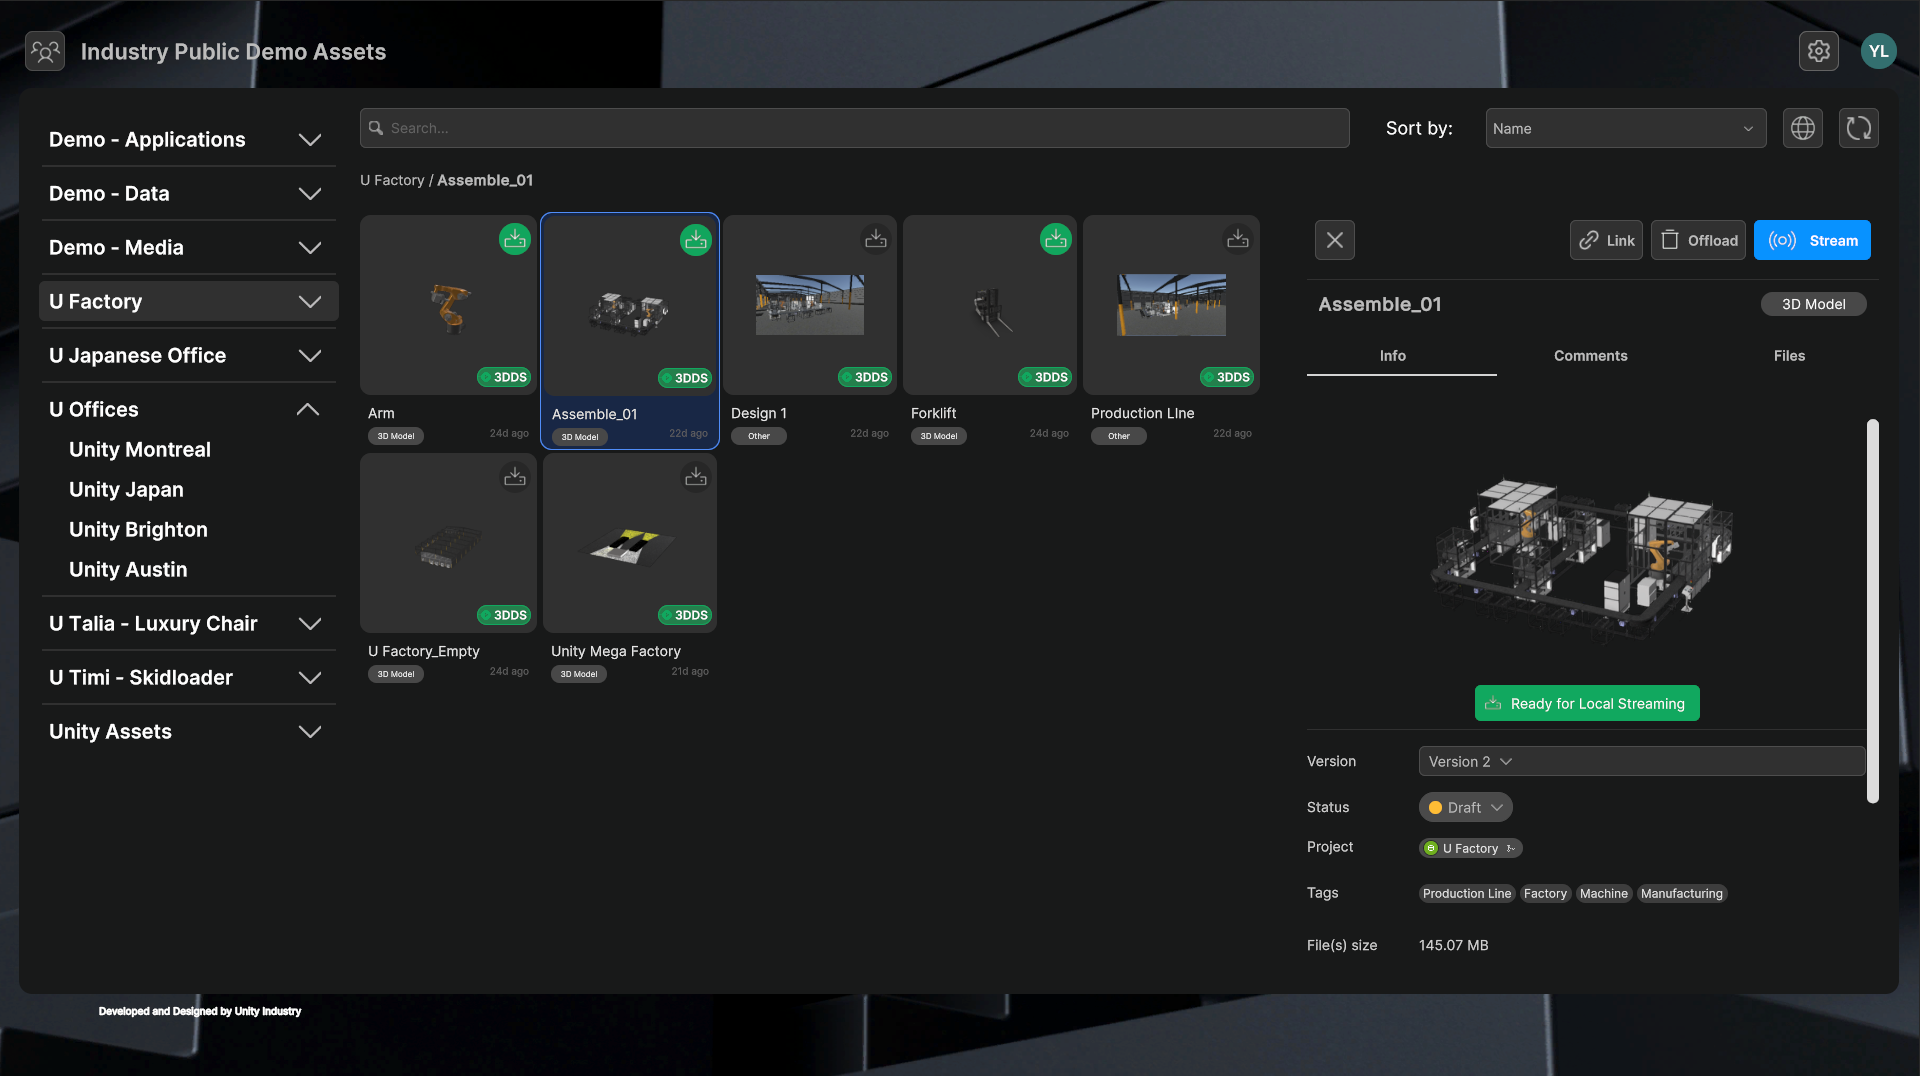 Industry Public Demo Assets
YL
Demo - Applications
Demo - Data
Demo - Media
U Factory
U Japanese Office
U Offices
Unity Montreal
Unity Japan
Unity Brighton
Unity Austin
U Talia - Luxury Chair
U Timi - Skidloader
Unity Assets
Search...
Sort by:
Name
U Factory / Assemble_01
3DDS
Arm
3D Model
24d ago
3DDS
Assemble_01
3D Model
22d ago
3DDS
Design 1
Other
22d ago
3DDS
Forklift
3D Model
24d ago
3DDS
Production LIne
Other
22d ago
3DDS
U Factory_Empty
3D Model
24d ago
3DDS
Unity Mega Factory
3D Model
21d ago
Link
Offload
Stream
Assemble_01
3D Model
Info
Comments
Files
Ready for Local Streaming
Version
Version 2
Status
Draft
Project
U Factory
Tags
Production Line
Factory
Machine
Manufacturing
File(s) size
145.07 MB
Developed and Designed by Unity Industry